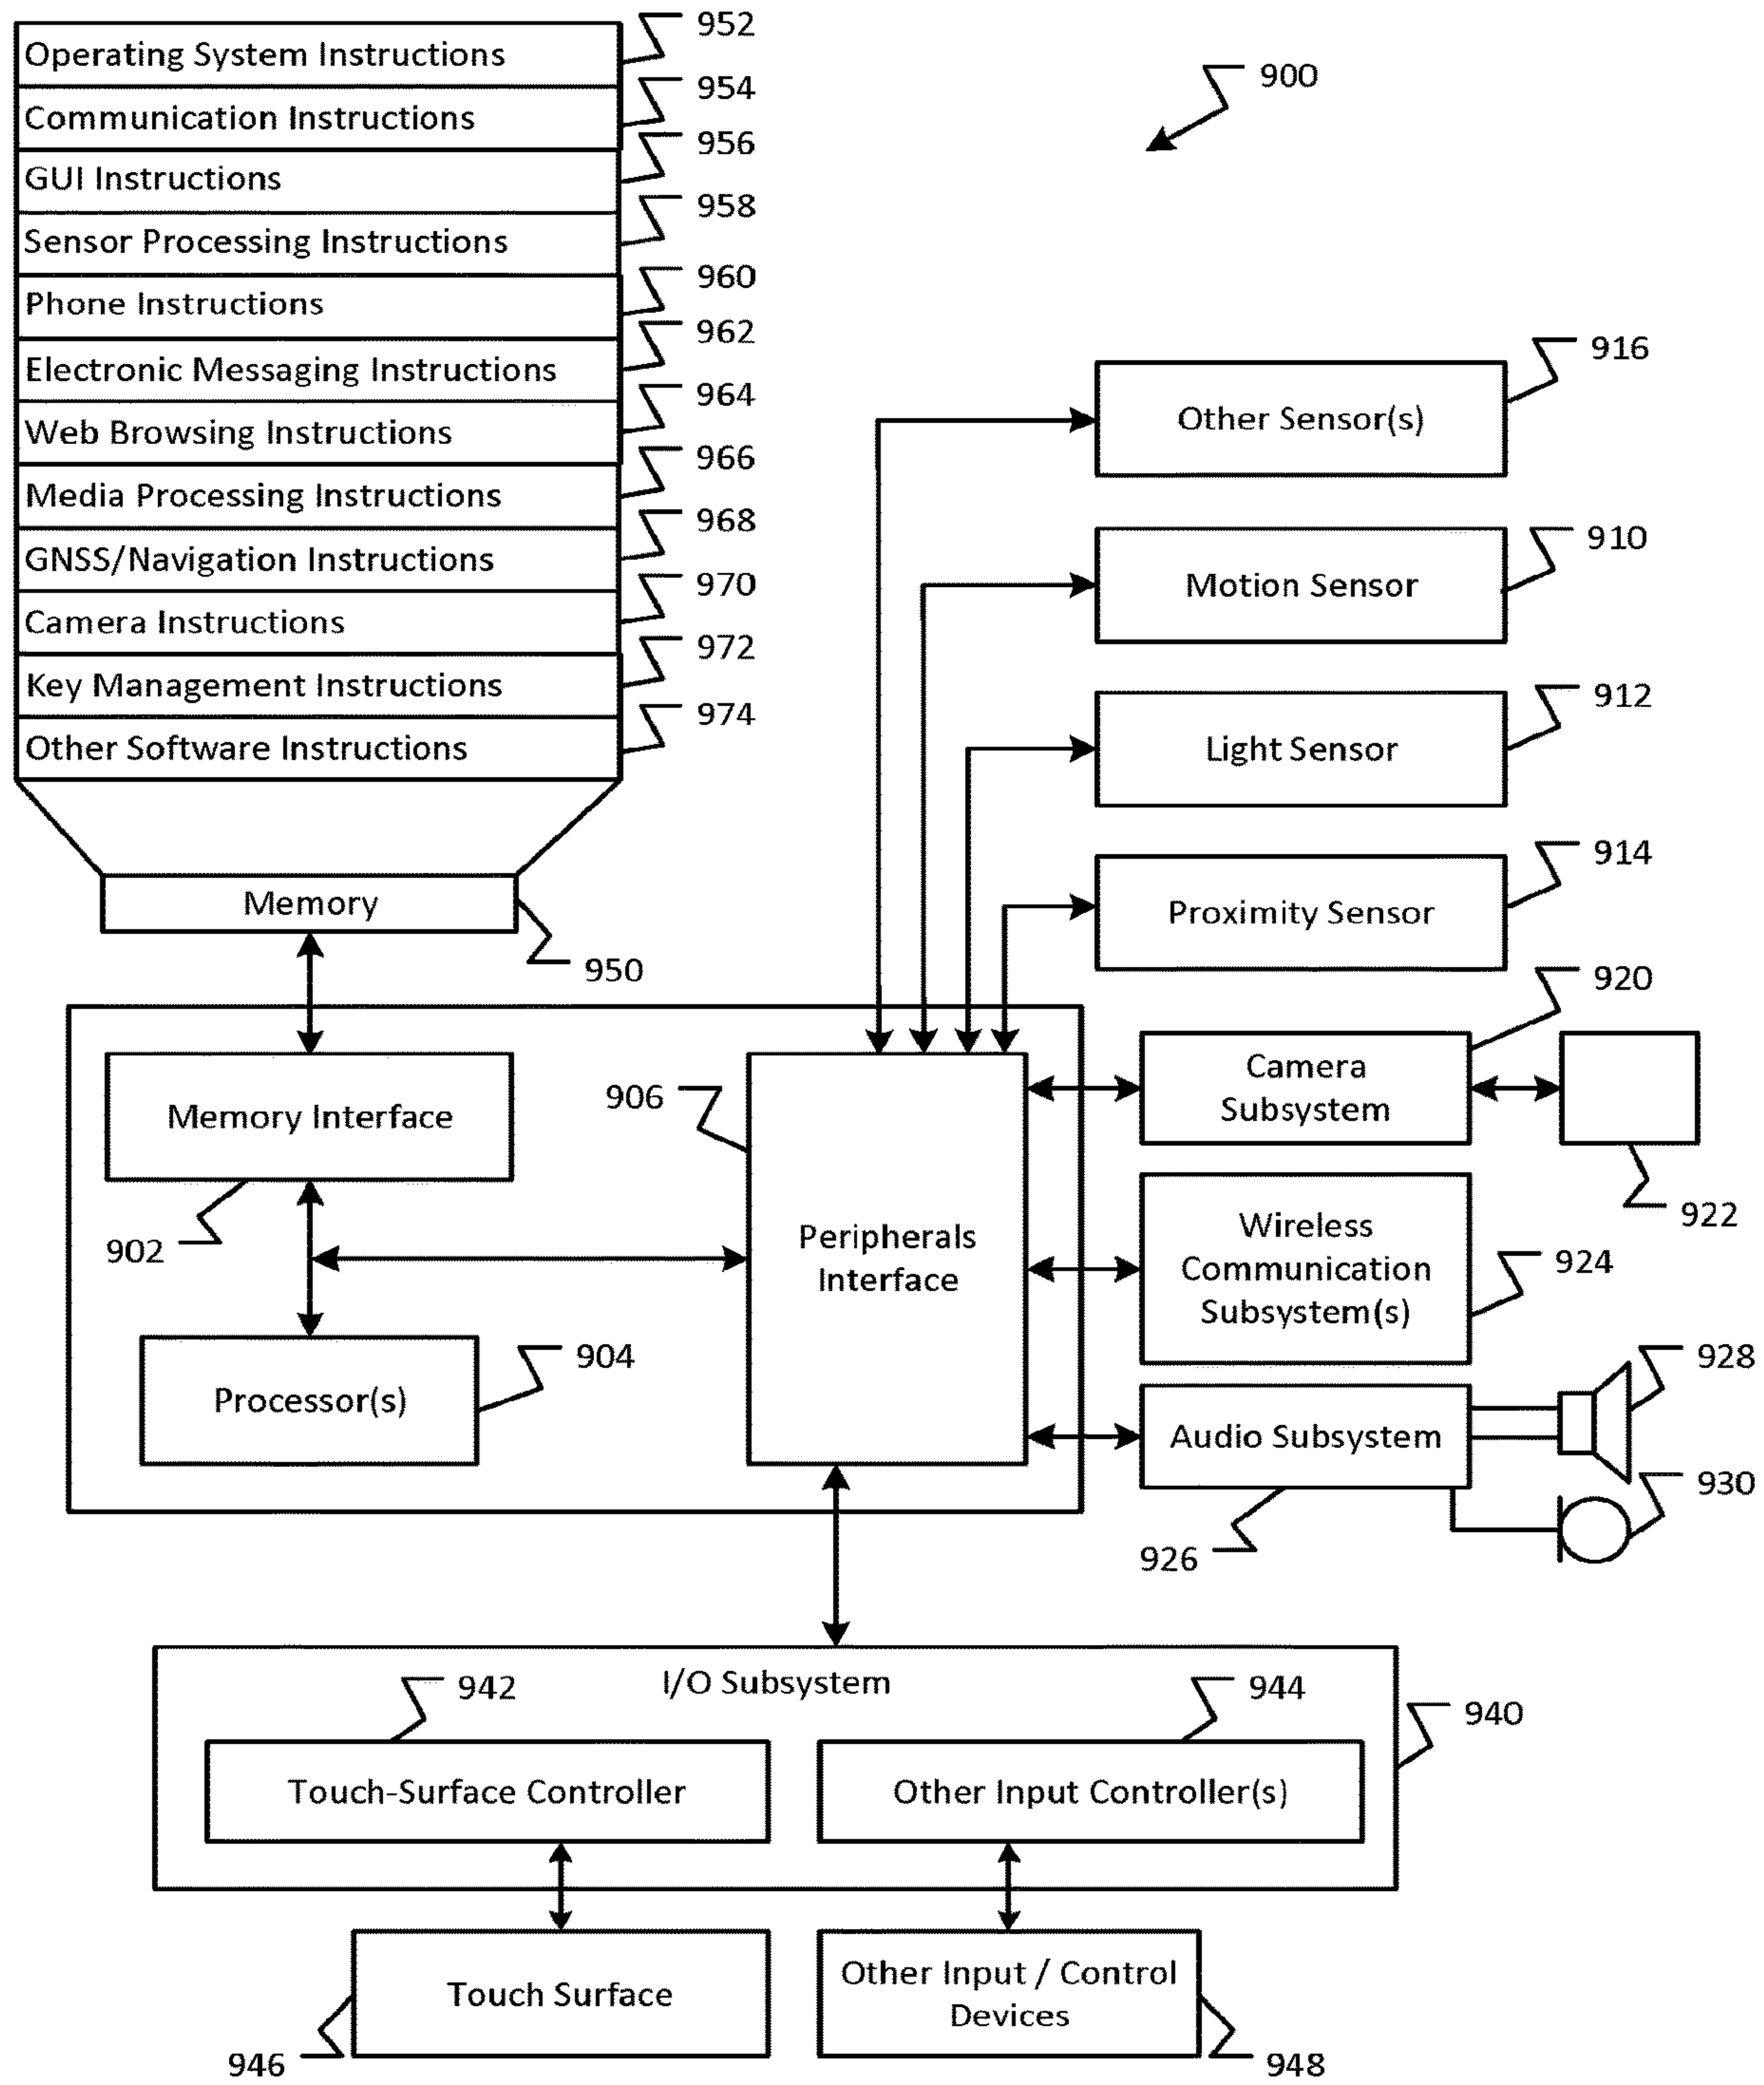 952
Operating System Instructions
900
954
Communication Instructions
956
GUI Instructions
958
Sensor Processing Instructions
960
Phone Instructions
962
Electronic Messaging Instructions
964
Web Browsing Instructions
966
Media Processing Instructions
968
GNSS/Navigation Instructions
970
Camera Instructions
972
Key Management Instructions
974
Other Software Instructions
Memory
950
916
Other Sensor(s)
910
Motion Sensor
912
Light Sensor
914
Proximity Sensor
920
Camera
Subsystem
922
Memory Interface
902
906
Peripherals
Interface
Processor(s)
904
Wireless
Communication
Subsystem(s)
924
928
Audio Subsystem
930
926
I/O Subsystem
942
944
940
Touch-Surface Controller
Other Input Controller(s)
Touch Surface
946
Other Input / Control
Devices
948